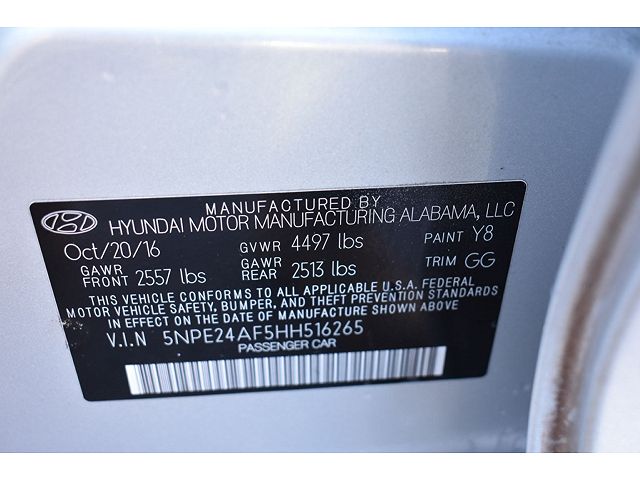 MANUFACTURED BY
HYUNDAI MOTOR MANUFACTURING ALABAMA, LLC
Oct/20/16 GVWR 4497 lbs PAINT Y8
GAWR FRONT 2557 lbs GAWR REAR 2513 lbs TRIM GG
THIS VEHICLE CONFORMS TO ALL APPLICABLE U.S.A. FEDERAL
MOTOR VEHICLE SAFETY, BUMPER, AND THEFT PREVENTION STANDARDS
IN EFFECT ON THE DATE OF MANUFACTURE SHOWN ABOVE
V.I.N 5NPE24AF5HH516265
PASSENGER CAR